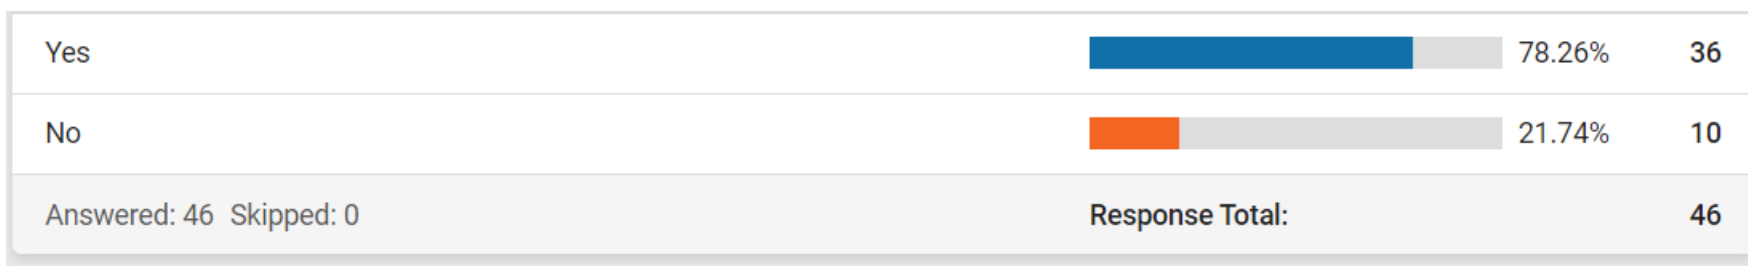 Yes 78.26% 36
No 21.74% 10
Answered: 46 Skipped: 0 Response Total: 46